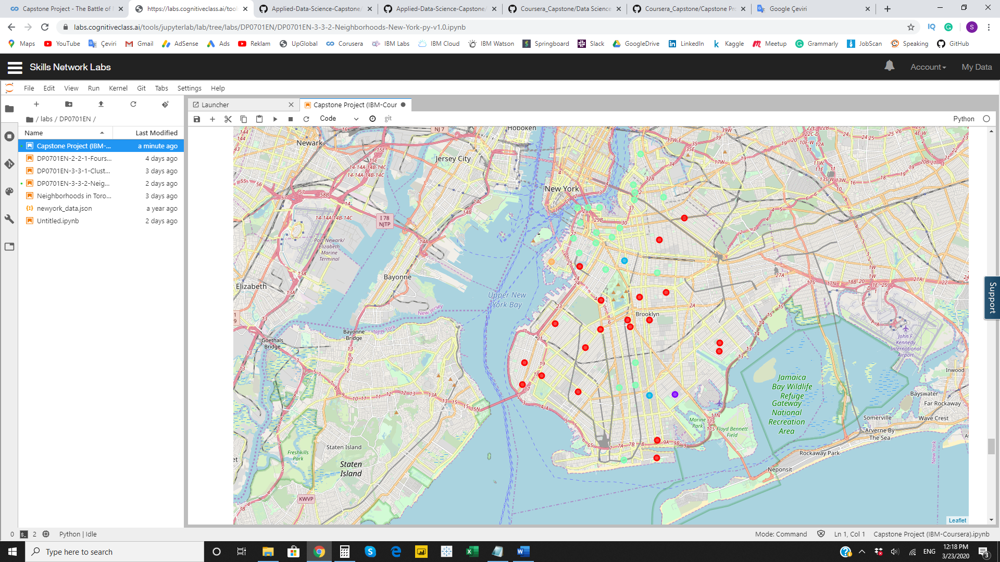 Capstone Project - The Battle of
https://labs.cognitiveclass.ai/tool
Applied-Data-Science-Capstone/
Applied-Data-Science-Capstone/
Coursera_Capstone/Data Science
Coursera_Capstone/Capstone Pro
Google Çeviri
labs.cognitiveclass.ai/tools/jupyterlab/lab/tree/labs/DP0701EN/DP0701EN-3-3-2-Neighborhoods-New-York-py-v1.0.ipynb
IQ
S
Maps YouTube Çeviri Gmail AdSense Ads Reklam UpGlobal Corusera IBM Labs IBM Cloud IBM Watson Springboard Slack GoogleDrive LinkedIn Kaggle Meetup Grammarly JobScan Speaking GitHub
Skills Network Labs
Account
My Data
File Edit View Run Kernel Git Tabs Settings Help
Launcher
Capstone Project (IBM-Cour
/ labs / DP0701EN /
Code
git
Python
Name Last Modified
Capstone Project (IBM-... a minute ago
DP0701EN-2-2-1-Fours... 4 days ago
DP0701EN-3-3-1-Clust... 3 days ago
DP0701EN-3-3-2-Neig... 2 days ago
Neighborhoods in Toro... 3 days ago
newyork_data.json a year ago
Untitled.ipynb 2 days ago
NJ 7
Hoboken
Newark
Jersey City
New York
I 78
NJTP
Port Newark/
Elizabeth
Marine
Terminal
Elizabeth
Bayonne
Upper New
York Bay
New Jersey
New York
Bayonne
Bridge
Goethals
Bridge
Brooklyn
John F.
Kennedy
International
Airport
Inwood
Jamaica
Bay Wildlife
Refuge
Gateway
National
Recreation
Area
Bayswater
Far Rockaway
Somerville
Wave Crest
Arverne By
The Sea
Marine
Park
Floyd Bennett
Field
Rockaway Park
Neponsit
New York
Staten Island
Freshkills
Park
Staten
Island
KWVP
Leaflet
Support
0 2 Python | Idle
Mode: Command Ln 1, Col 1 Capstone Project (IBM-Coursera).ipynb
Type here to search
ENG
12:18 PM
3/23/2020
3